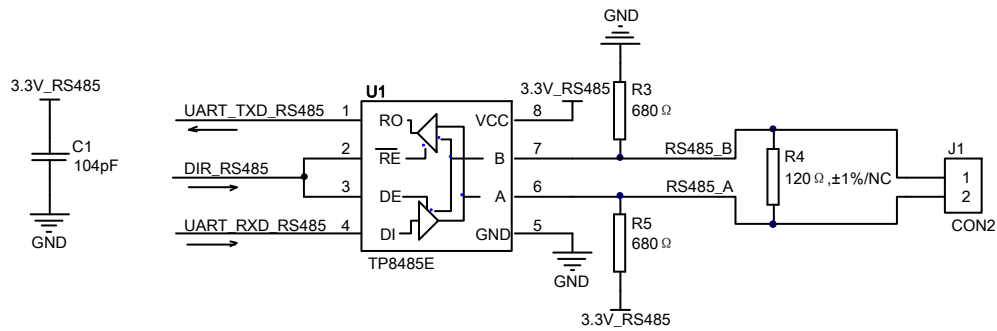 GND
3.3V_RS485
C1
104pF
GND
UART_TXD_RS485
DIR_RS485
UART_RXD_RS485
1
2
3
4
U1
RO
RE
DE
DI
VCC
B
A
GND
TP8485E
8
7
6
5
3.3V_RS485
GND
R3
680Ω
RS485_B
RS485_A
R5
680Ω
3.3V_RS485
R4
120Ω,±1%/NC
J1
1
2
CON2